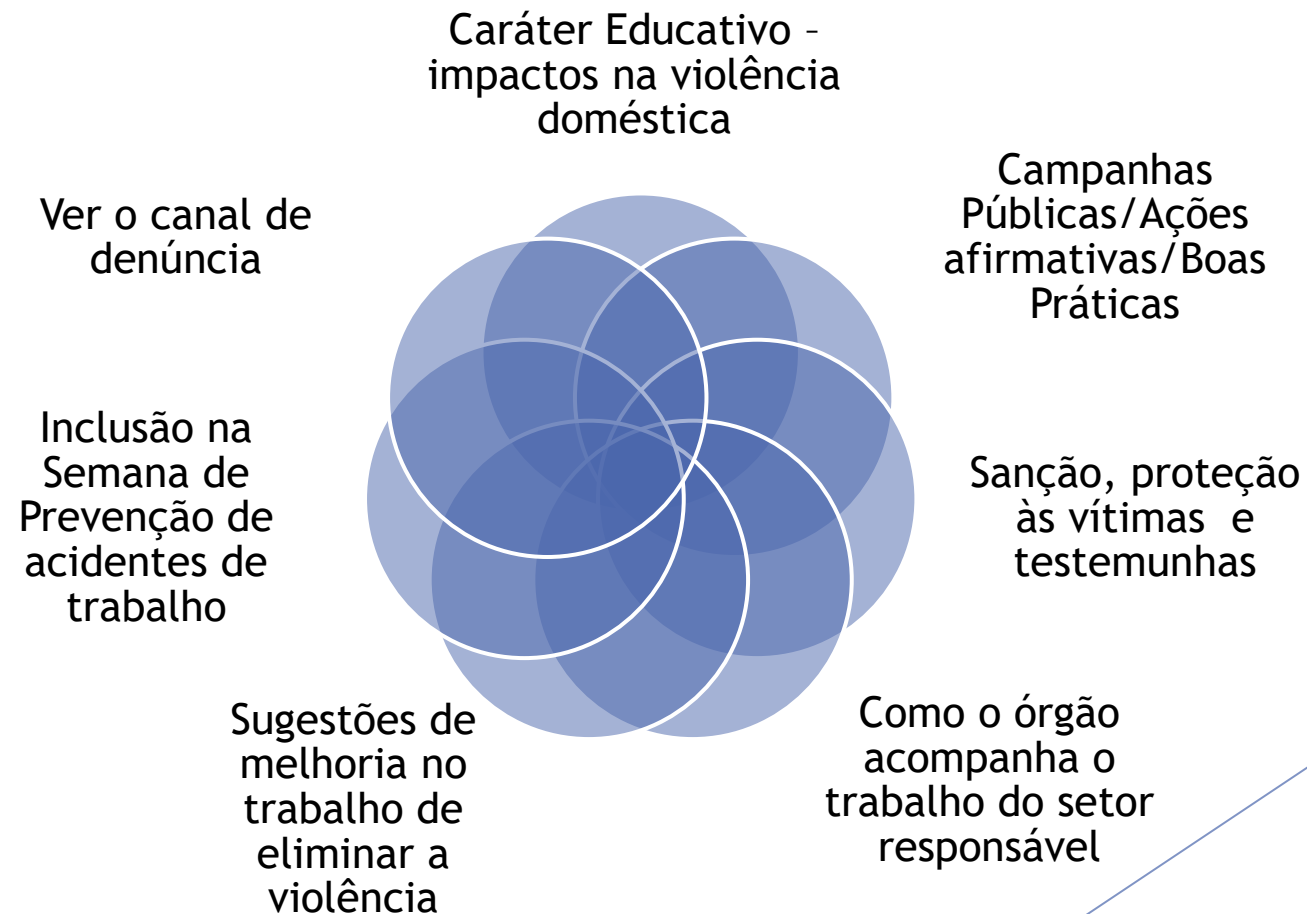 Caráter Educativo –
impactos na violência
doméstica
Campanhas
Públicas/Ações
afirmativas/Boas
Práticas
Sanção, proteção
às vítimas e
testemunhas
Como o órgão
acompanha o
trabalho do setor
responsável
Sugestões de
melhoria no
trabalho de
eliminar a
violência
Inclusão na
Semana de
Prevenção de
acidentes de
trabalho
Ver o canal de
denúncia